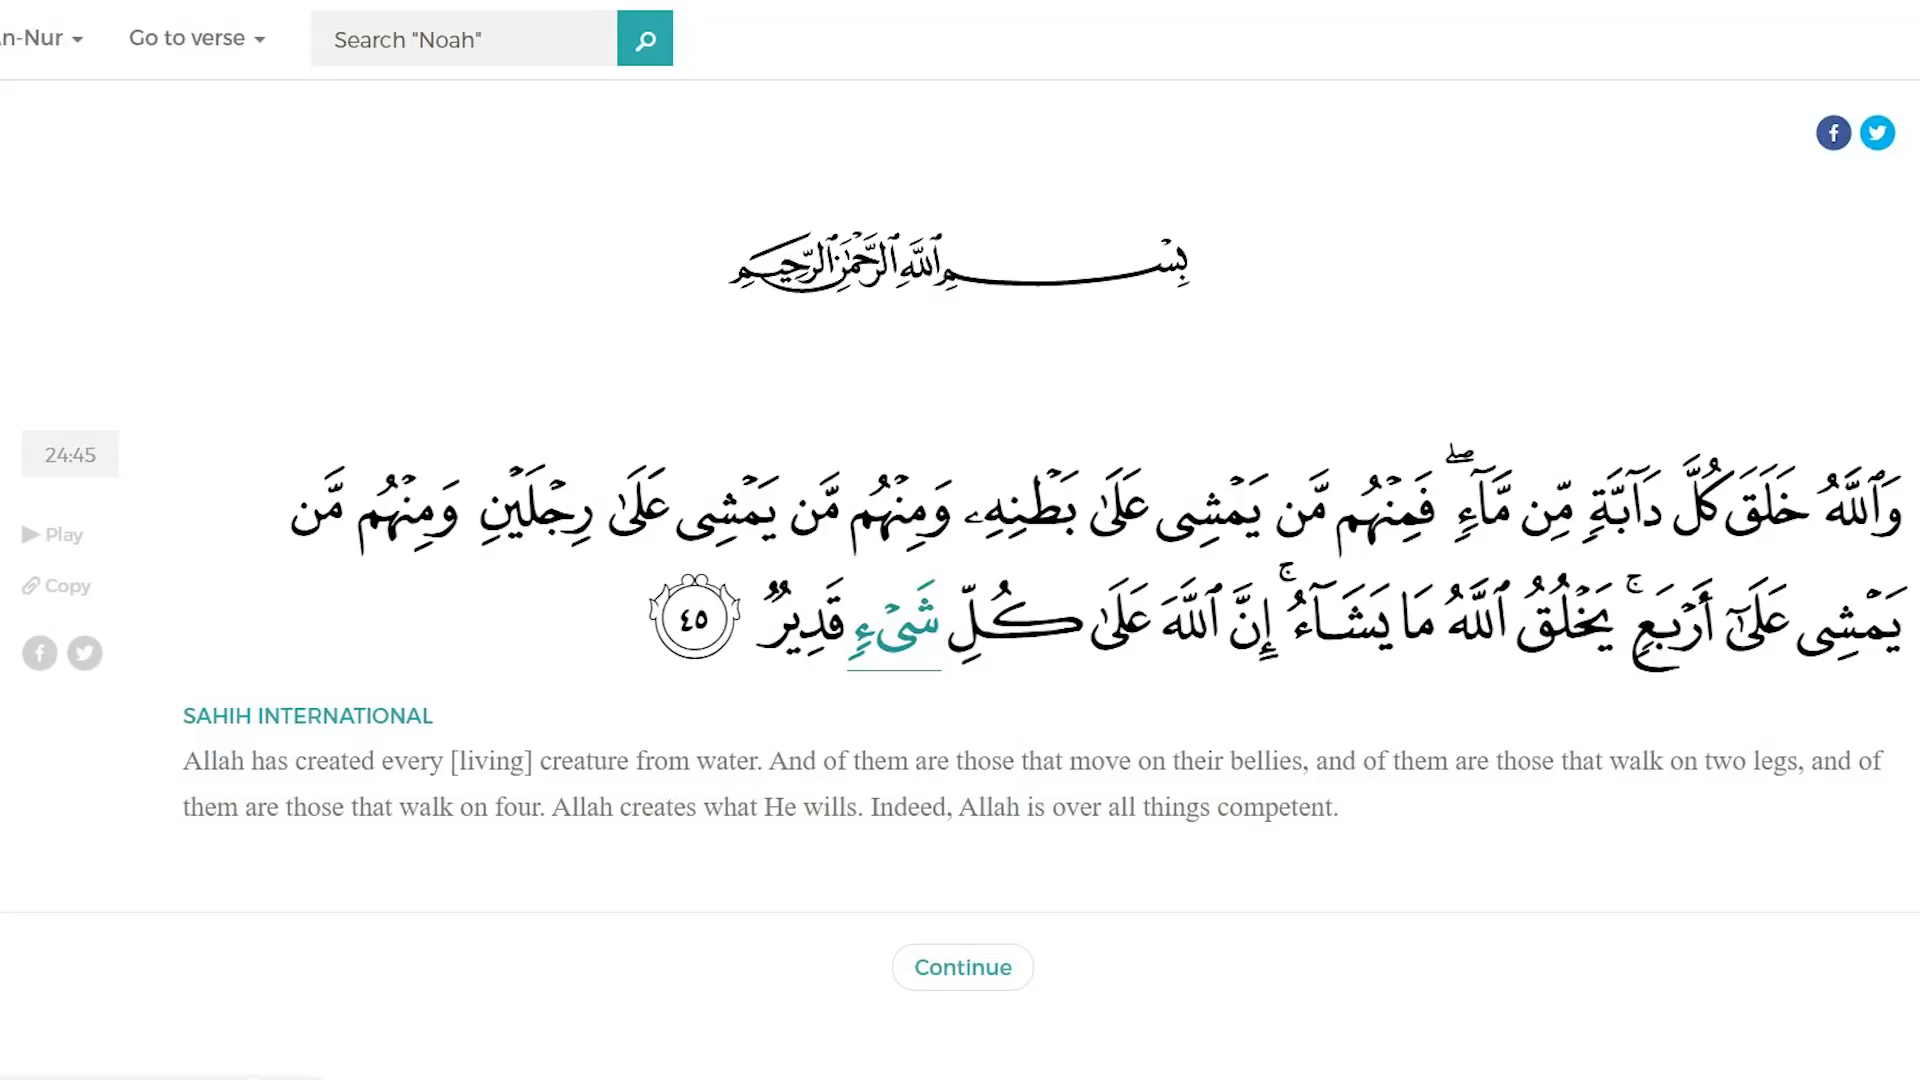 n-Nur
Go to verse
Search "Noah"
بِسْمِ ٱللَّهِ ٱلرَّحْمَٰنِ ٱلرَّحِيمِ
24:45
وَٱللَّهُ خَلَقَ كُلَّ دَآبَّةٍ مِّن مَّآءٍ ۖ فَمِنْهُم مَّن يَمْشِى عَلَىٰ بَطْنِهِۦ وَمِنْهُم مَّن يَمْشِى عَلَىٰ رِجْلَيْنِ وَمِنْهُم مَّن
Play
Copy
يَمْشِى عَلَىٰٓ أَرْبَعٍ ۚ يَخْلُقُ ٱللَّهُ مَا يَشَآءُ ۚ إِنَّ ٱللَّهَ عَلَىٰ كُلِّ شَىْءٍ قَدِيرٌ ٤٥
SAHIH INTERNATIONAL
Allah has created every [living] creature from water. And of them are those that move on their bellies, and of them are those that walk on two legs, and of
them are those that walk on four. Allah creates what He wills. Indeed, Allah is over all things competent.
Continue